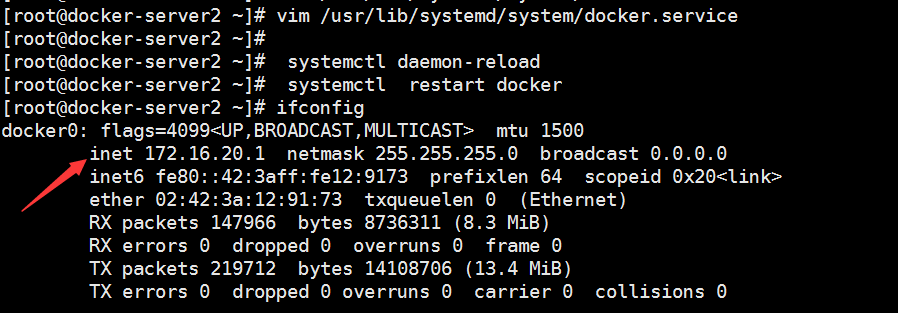 [root@docker-server2 ~]# vim /usr/lib/systemd/system/docker.service
[root@docker-server2 ~]#
[root@docker-server2 ~]#  systemctl daemon-reload
[root@docker-server2 ~]#  systemctl  restart docker
[root@docker-server2 ~]# ifconfig
docker0: flags=4099<UP,BROADCAST,MULTICAST>  mtu 1500
        inet 172.16.20.1  netmask 255.255.255.0  broadcast 0.0.0.0
        inet6 fe80::42:3aff:fe12:9173  prefixlen 64  scopeid 0x20<link>
        ether 02:42:3a:12:91:73  txqueuelen 0  (Ethernet)
        RX packets 147966  bytes 8736311 (8.3 MiB)
        RX errors 0  dropped 0  overruns 0  frame 0
        TX packets 219712  bytes 14108706 (13.4 MiB)
        TX errors 0  dropped 0 overruns 0  carrier 0  collisions 0